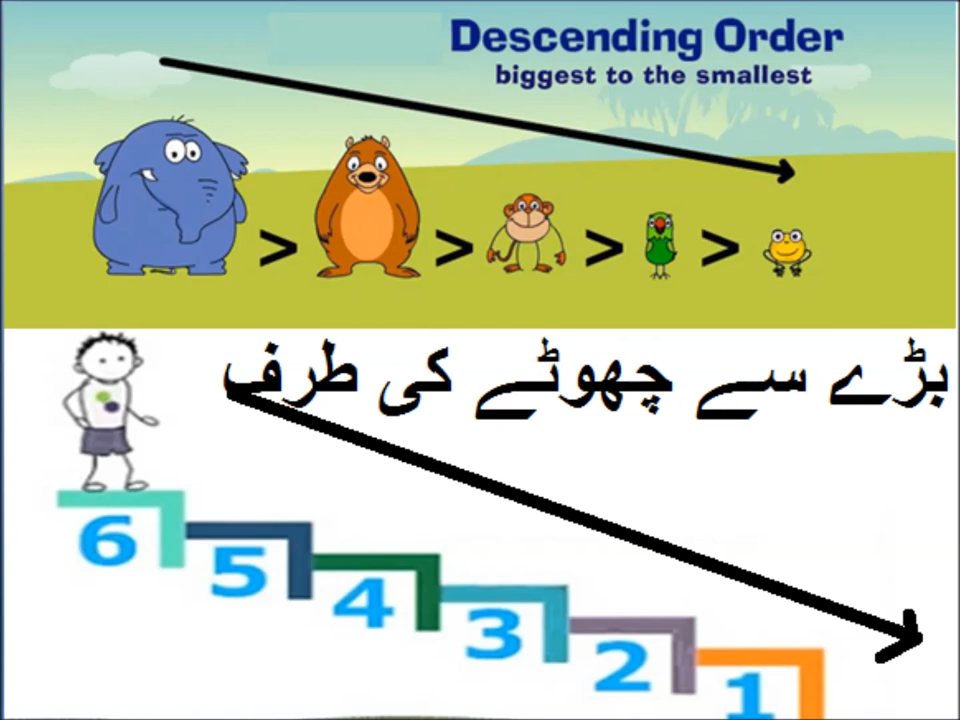 Descending Order
biggest to the smallest
> > > >
بڑے سے چھوٹے کی طرف
6
5
4
3
2
1